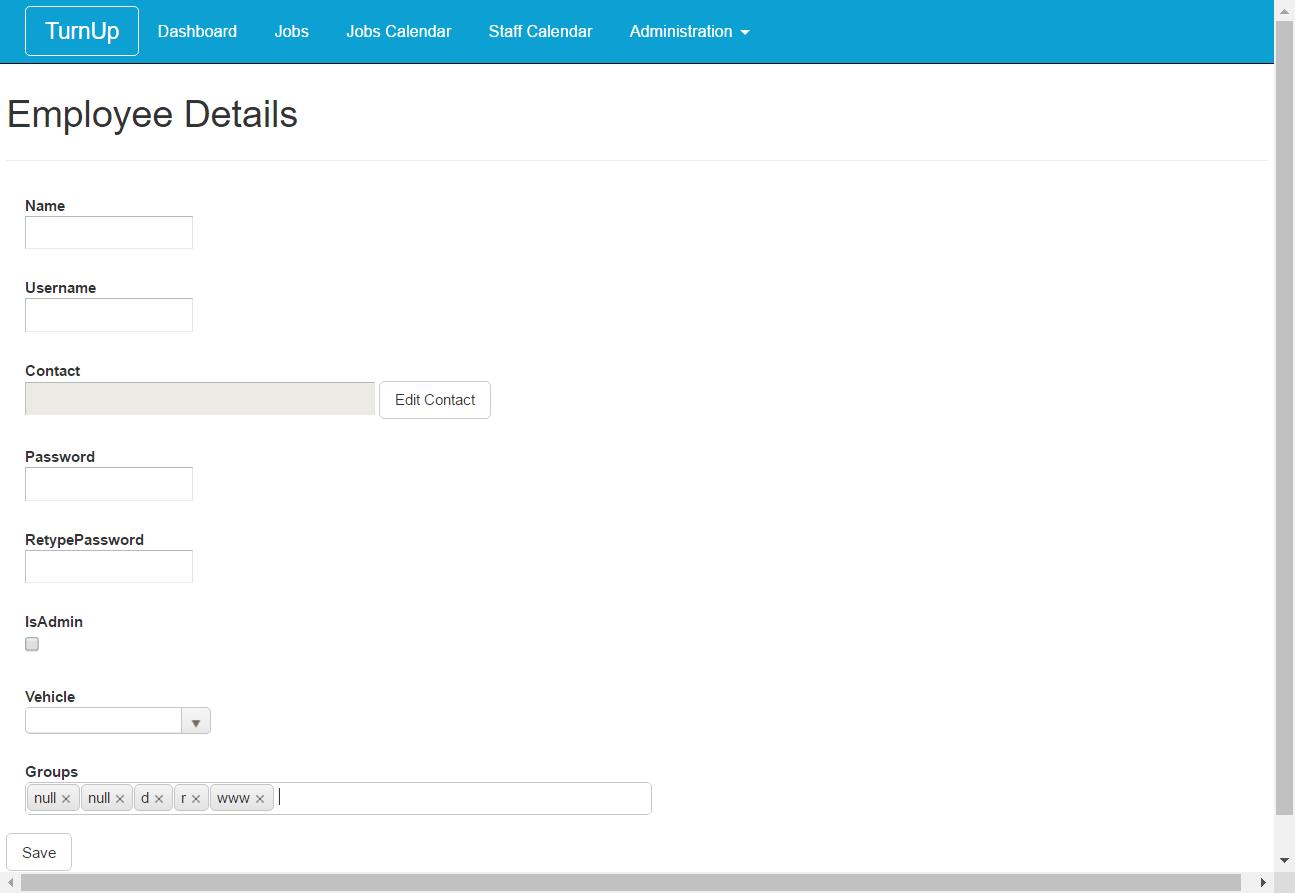 TurnUp Dashboard Jobs Jobs Calendar Staff Calendar Administration
Employee Details
Name
Username
Contact
Edit Contact
Password
RetypePassword
IsAdmin
Vehicle
Groups
null × null × d × r × www ×
Save